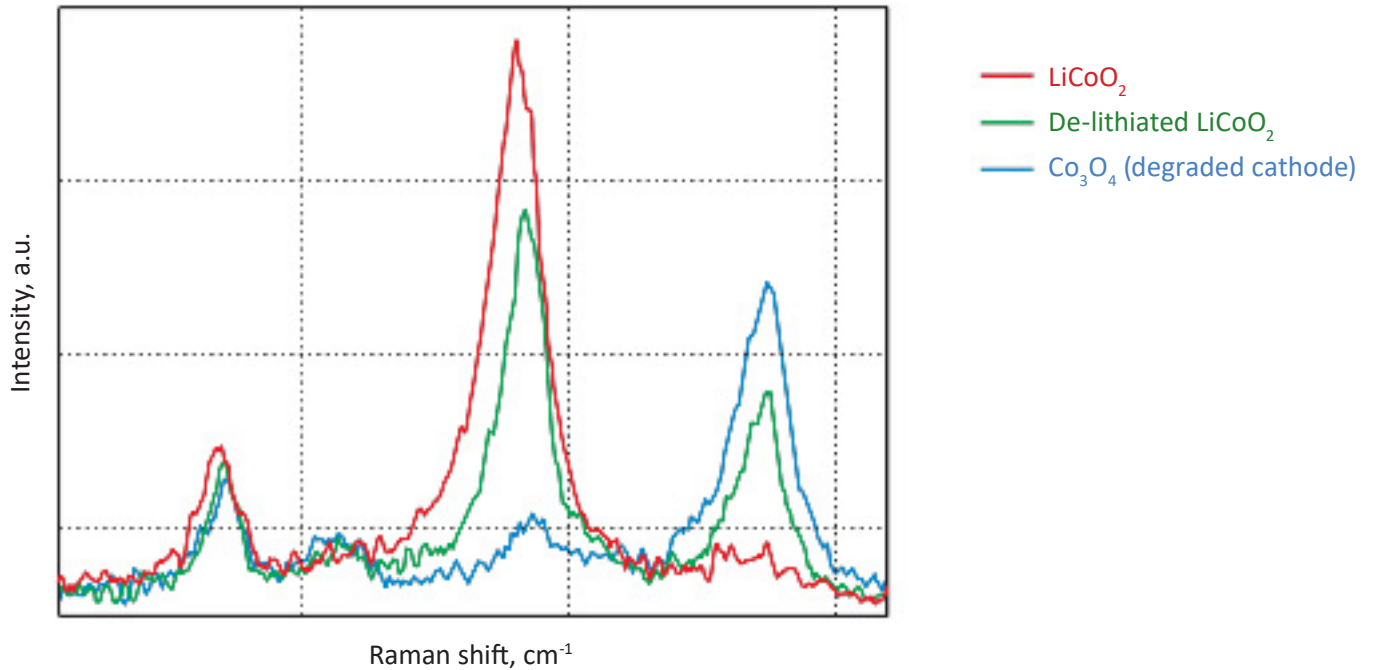 LiCoO₂
De-lithiated LiCoO₂
Co₃O₄ (degraded cathode)
Intensity, a.u.
Raman shift, cm⁻¹